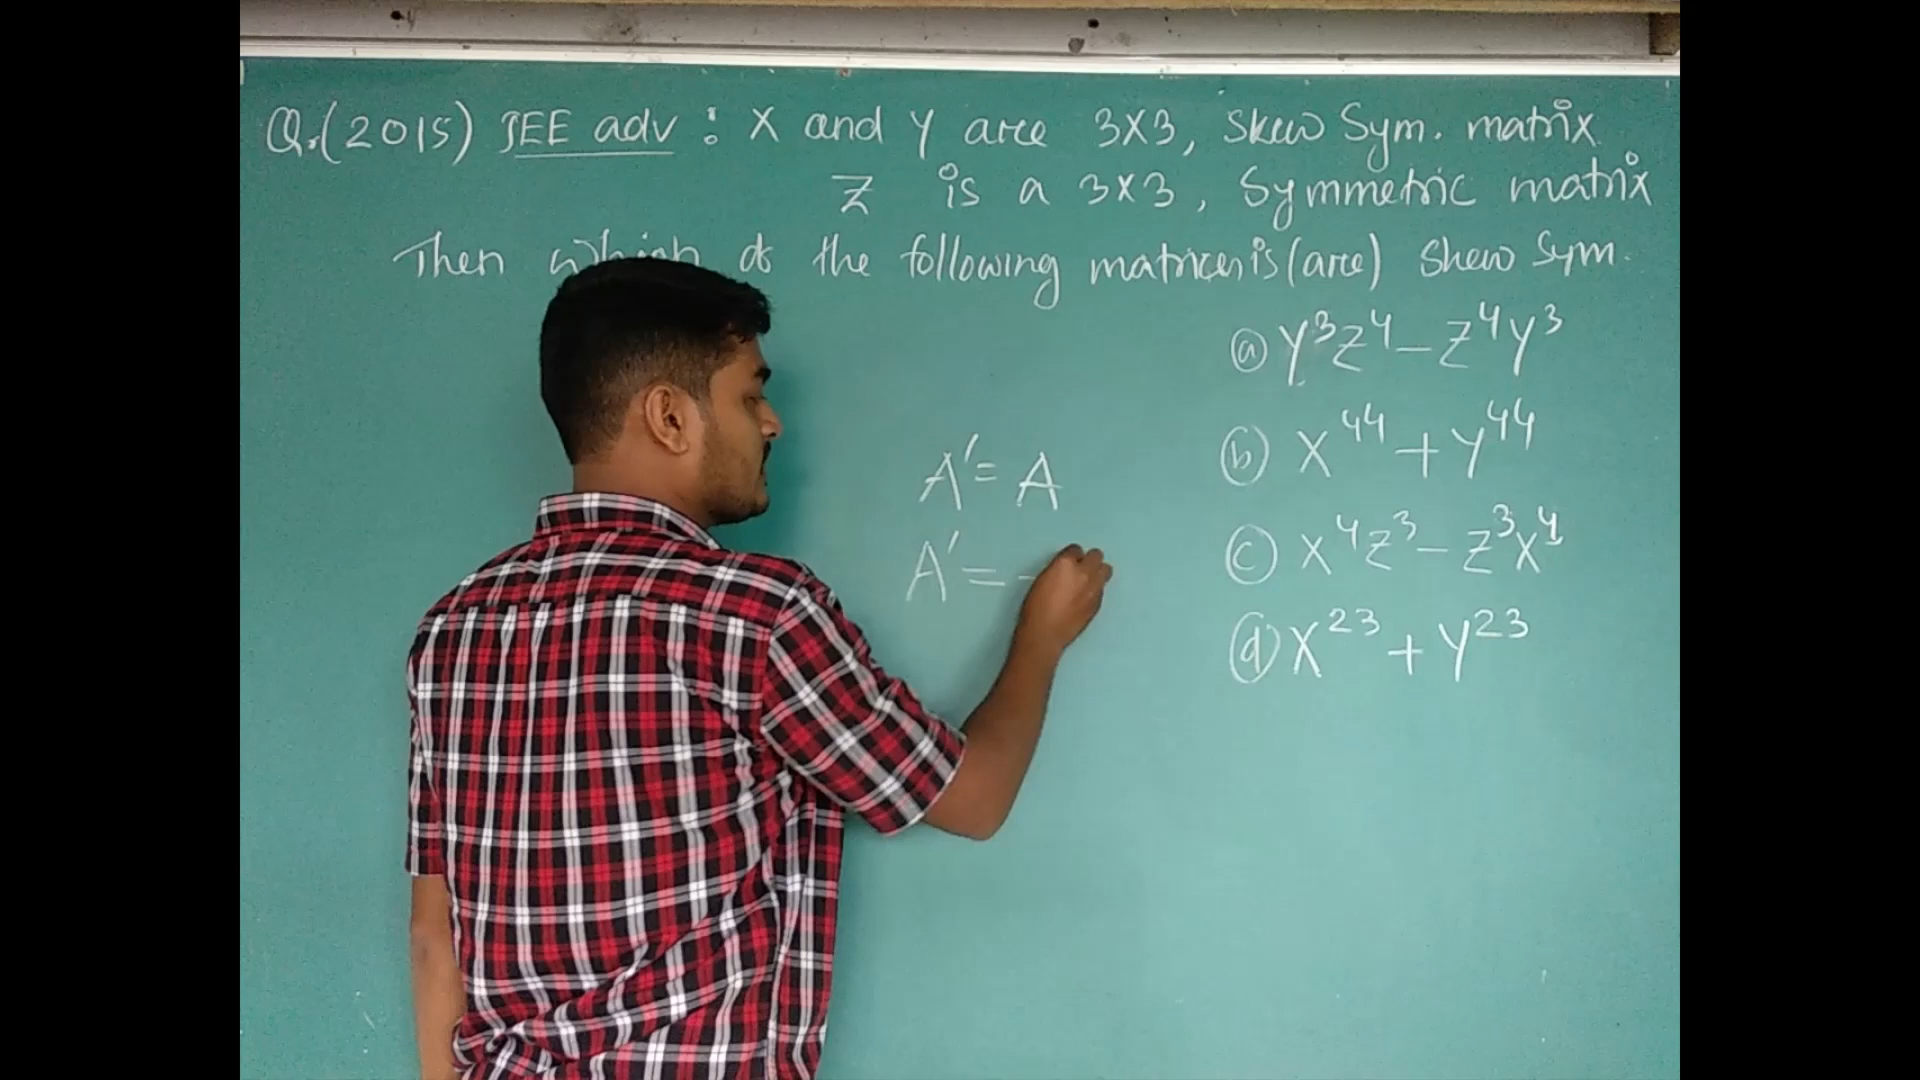 Q.(2015) JEE adv : X and Y are 3X3, Skew Sym. matrix
Z is a 3X3, Symmetric matrix
Then which of the following matrices is (are) Skew Sym.
ⓐ Y³Z⁴ – Z⁴Y³
ⓑ X⁴⁴ + Y⁴⁴
ⓒ X⁴Z³ – Z³X⁴
ⓓ X²³ + Y²³
A′ = A
A′ = –